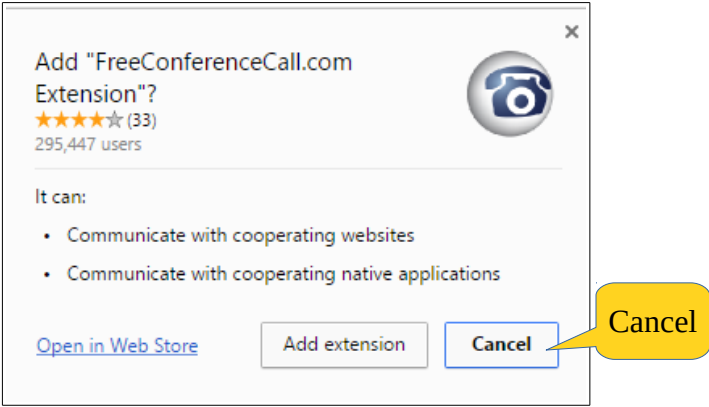 Add "FreeConferenceCall.com
Extension"?
(33)
295,447 users
It can:
• Communicate with cooperating websites
• Communicate with cooperating native applications
Open in Web Store
Add extension
Cancel
Cancel